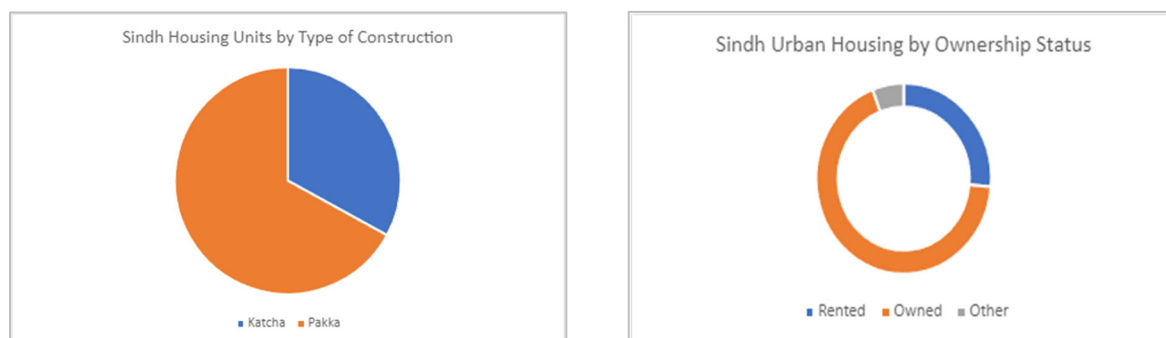 Sindh Housing Units by Type of Construction
Katcha Pakka
Sindh Urban Housing by Ownership Status
Rented Owned Other